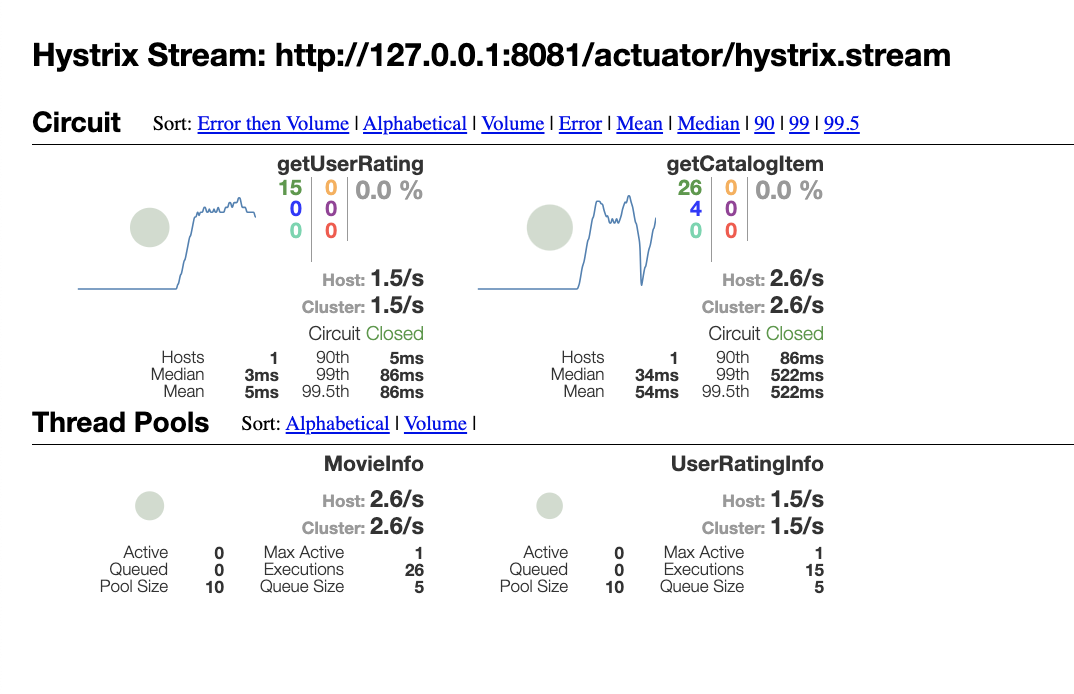 Hystrix Stream: http://127.0.0.1:8081/actuator/hystrix.stream
Circuit Sort: Error then Volume | Alphabetical | Volume | Error | Mean | Median | 90 | 99 | 99.5
getUserRating
15 0 0.0 %
0 0
0 0
Host: 1.5/s
Cluster: 1.5/s
Circuit Closed
Hosts 1 90th 5ms
Median 3ms 99th 86ms
Mean 5ms 99.5th 86ms
getCatalogItem
26 0 0.0 %
4 0
0 0
Host: 2.6/s
Cluster: 2.6/s
Circuit Closed
Hosts 1 90th 86ms
Median 34ms 99th 522ms
Mean 54ms 99.5th 522ms
Thread Pools Sort: Alphabetical | Volume |
MovieInfo
Host: 2.6/s
Cluster: 2.6/s
Active 0 Max Active 1
Queued 0 Executions 26
Pool Size 10 Queue Size 5
UserRatingInfo
Host: 1.5/s
Cluster: 1.5/s
Active 0 Max Active 1
Queued 0 Executions 15
Pool Size 10 Queue Size 5